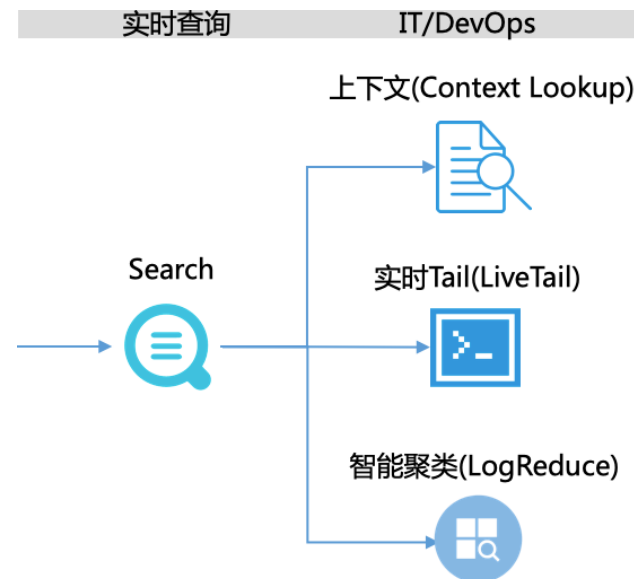 实时查询 IT/DevOps
上下文(Context Lookup)
Search
实时Tail(LiveTail)
智能聚类(LogReduce)